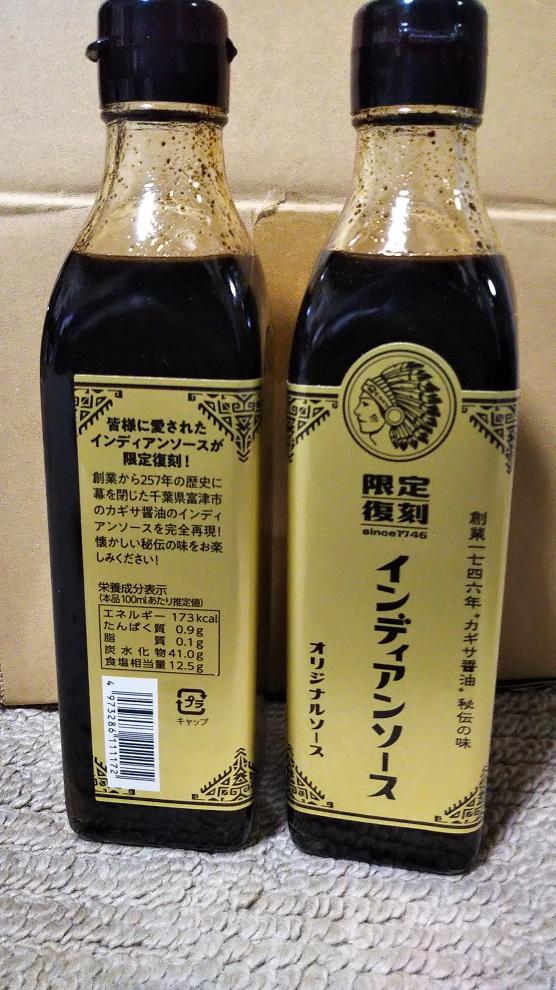 皆様に愛された
インディアンソースが
限定復刻！
創業から257年の歴史に
幕を閉じた千葉県富津市
のカギサ醤油のインディ
アンソースを完全再現！
懐かしい秘伝の味をお楽
しみください！
栄養成分表示
(本品100mlあたり推定値)
エネルギー 173kcal
たんぱく質 0.9g
脂質 0.1g
炭水化物 41.0g
食塩相当量 12.5g
4973286111172
プラ
キャップ
限定
復刻
since1746
創業一七四六年“カギサ醤油”秘伝の味
インディアンソース
オリジナルソース